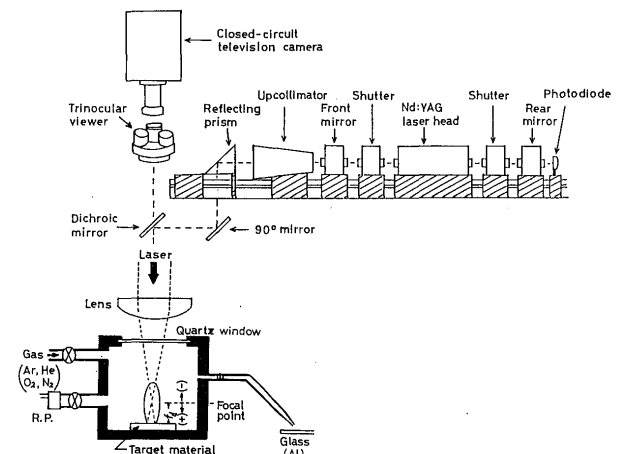 Closed-circuit
television camera
Trinocular
viewer
Reflecting
prism
Upcollimator
Front
mirror
Shutter
Nd:YAG
laser head
Shutter
Rear
mirror
Photodiode
Dichroic
mirror
90° mirror
Laser
Lens
Quartz window
Gas
(Ar, He
O₂, N₂)
R.P.
(-)
(+)
fd
Focal
point
Target material
Glass
(Al)